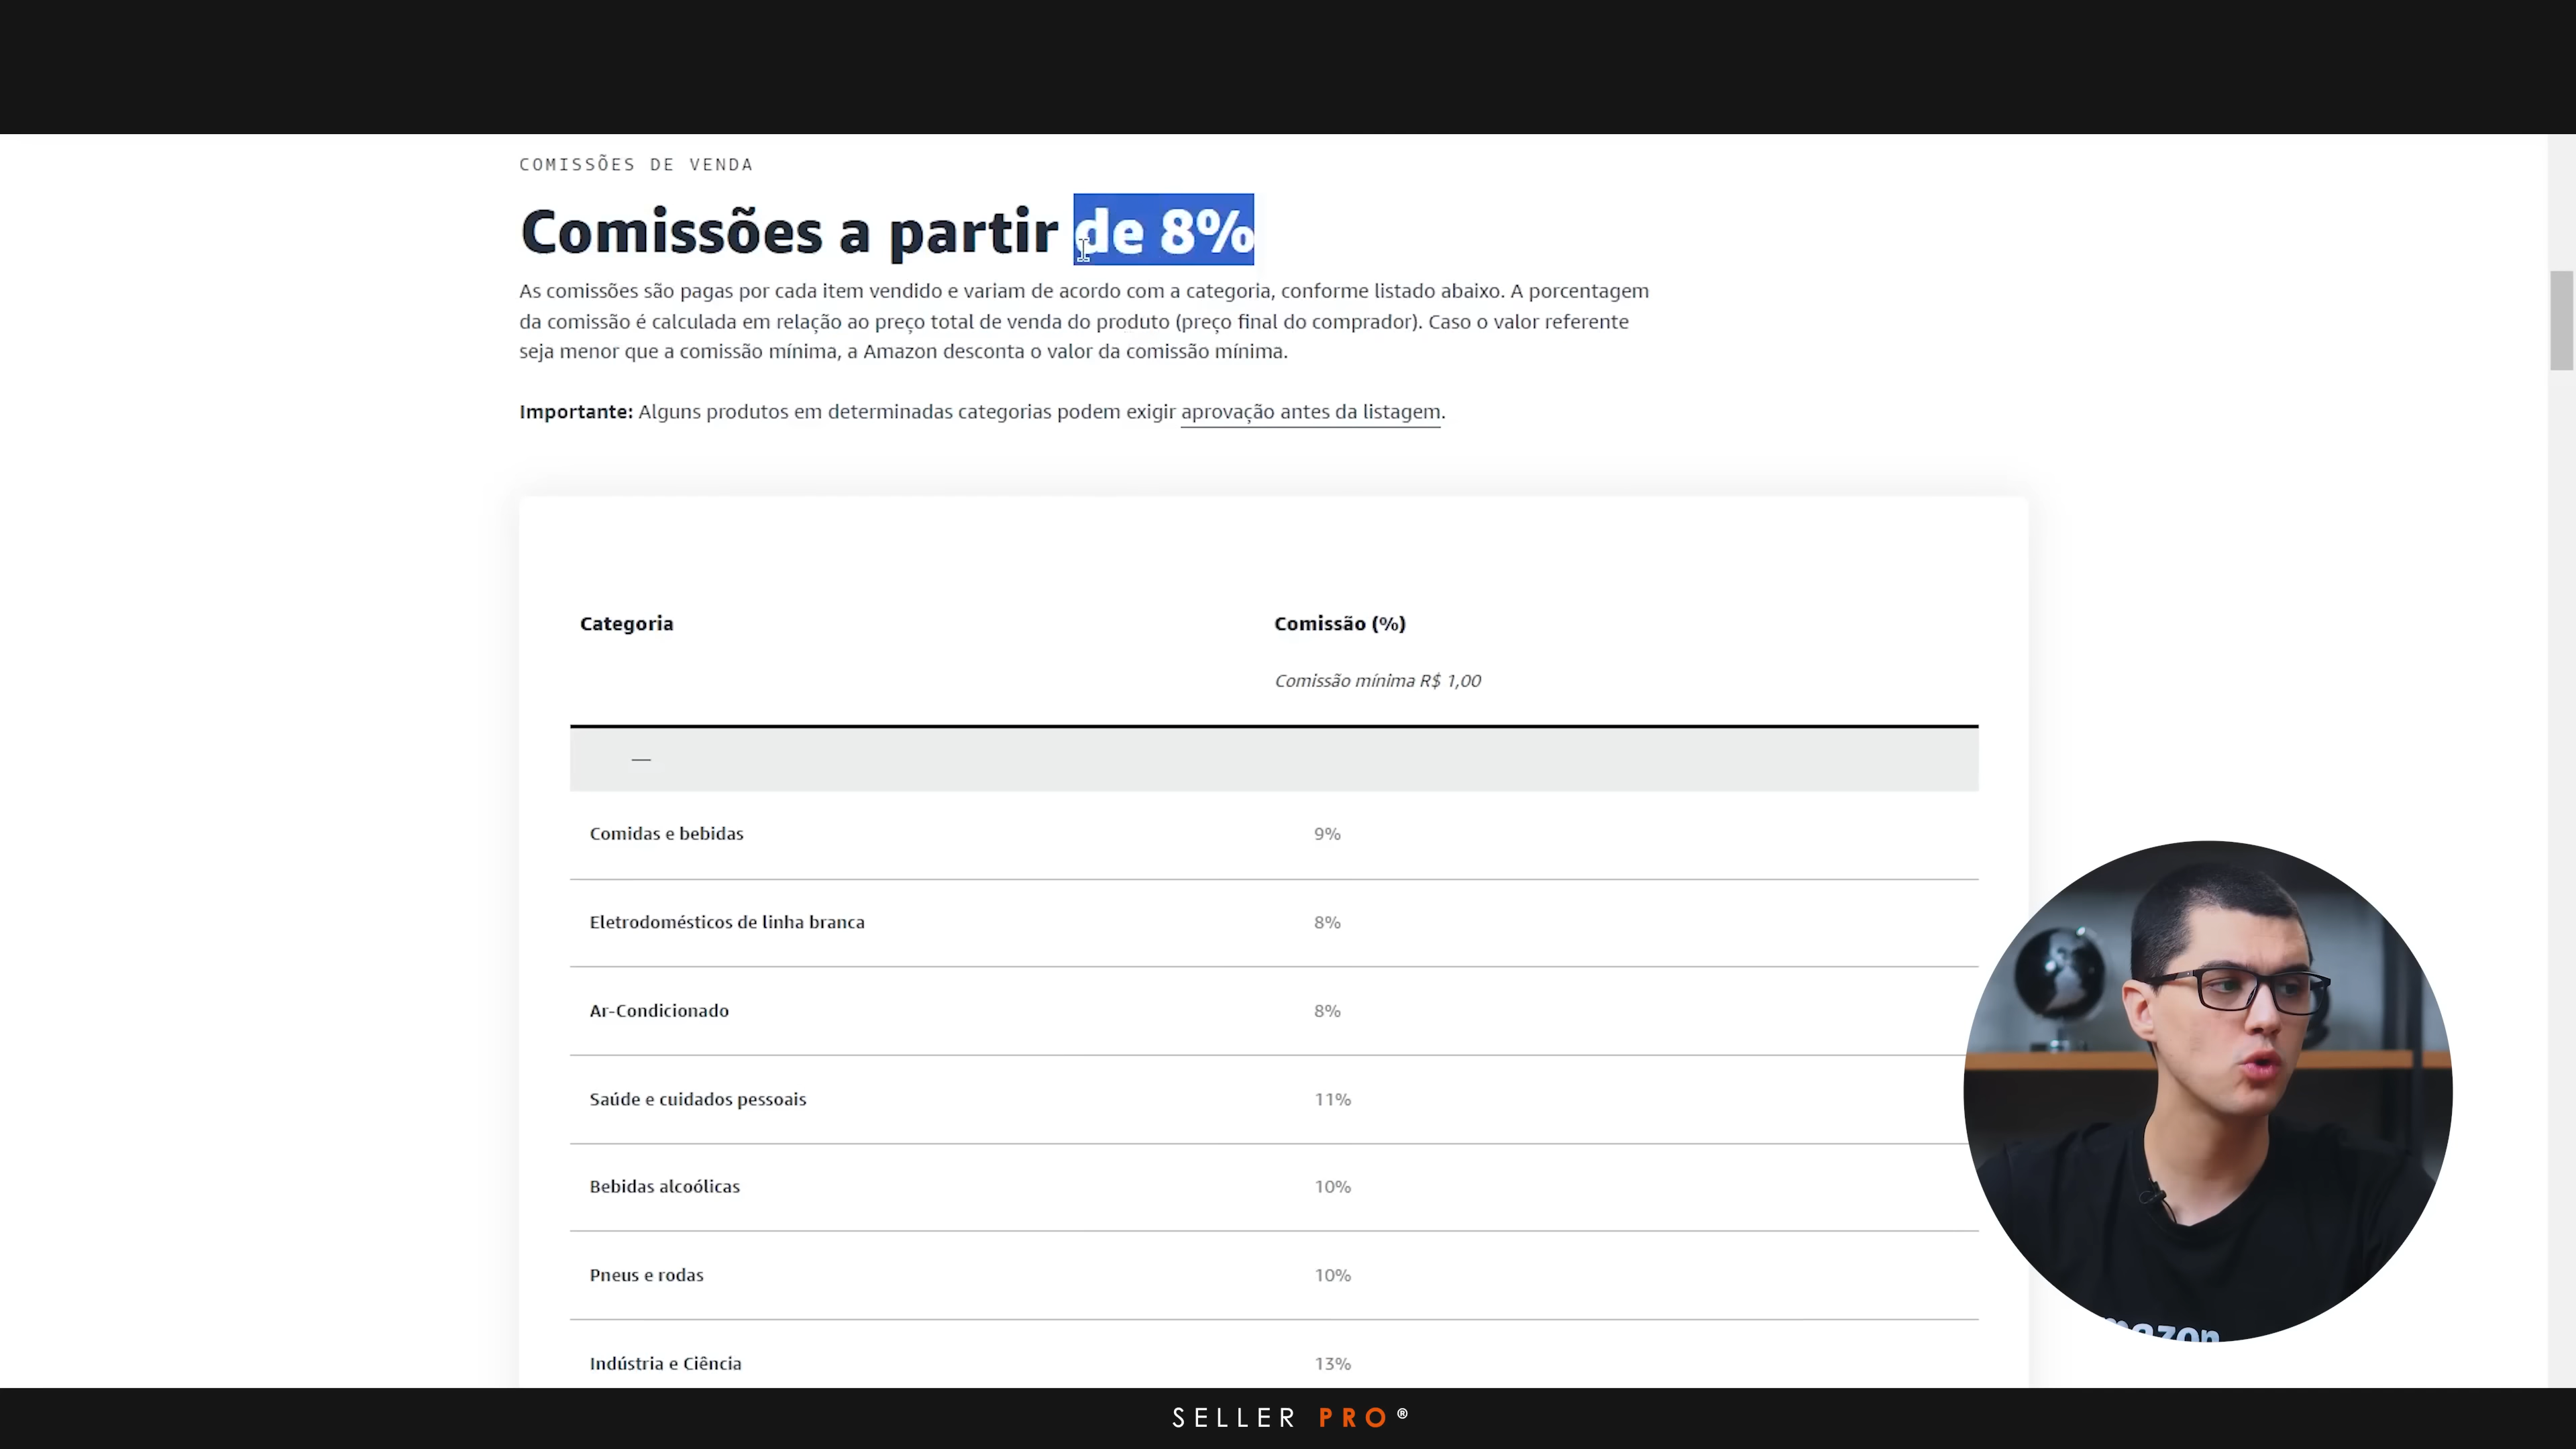 COMISSÕES DE VENDA
Comissões a partir de 8%
As comissões são pagas por cada item vendido e variam de acordo com a categoria, conforme listado abaixo. A porcentagem
da comissão é calculada em relação ao preço total de venda do produto (preço final do comprador). Caso o valor referente
seja menor que a comissão mínima, a Amazon desconta o valor da comissão mínima.
Importante: Alguns produtos em determinadas categorias podem exigir aprovação antes da listagem.
Categoria Comissão (%)
Comissão mínima R$ 1,00
—
Comidas e bebidas 9%
Eletrodomésticos de linha branca 8%
Ar-Condicionado 8%
Saúde e cuidados pessoais 11%
Bebidas alcoólicas 10%
Pneus e rodas 10%
Indústria e Ciência 13%
mazon
SELLER PRO®